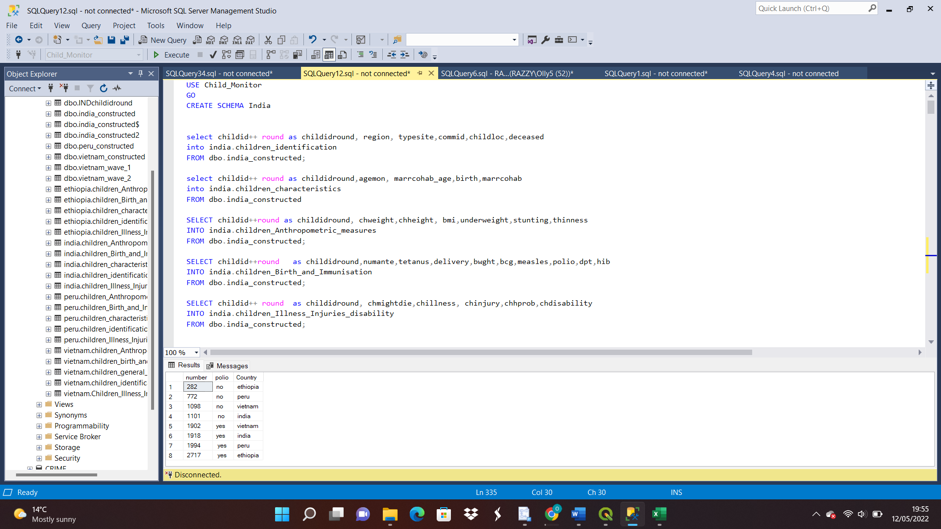 SQLQuery12.sql - not connected* - Microsoft SQL Server Management Studio
Quick Launch (Ctrl+Q)
File Edit View Query Project Tools Window Help
New Query
MDX DMX XMLA DAX
Child_Monitor
Execute
Object Explorer
SQLQuery34.sql - not connected*
SQLQuery12.sql - not connected*
SQLQuery6.sql - RA...(RAZZY\Olly5 (52))*
SQLQuery1.sql - not connected*
SQLQuery4.sql - not connected
Connect
dbo.INDchildidround
dbo.india_constructed
dbo.india_constructed$
dbo.india_constructed2
dbo.peru_constructed
dbo.vietnam_constructed
dbo.vietnam_wave_1
dbo.vietnam_wave_2
ethiopia.children_Anthrop
ethiopia.children_Birth_an
ethiopia.children_characte
ethiopia.children_identific
ethiopia.children_Illness_I
india.children_Anthropom
india.children_Birth_and_I
india.children_characterist
india.children_identificatio
india.children_Illness_Injur
peru.children_Anthropome
peru.children_Birth_and_Ir
peru.children_characteristi
peru.children_identificatio
peru.children_Illness_Injuri
vietnam.children_Anthrop
vietnam.children_birth_an
vietnam.children_general_
vietnam.children_identific
vietnam.Children_Illness_I
Views
Synonyms
Programmability
Service Broker
Storage
Security
CRIME
USE Child_Monitor
GO
CREATE SCHEMA India
select childid++ round as childidround, region, typesite,commid,childloc,deceased
into india.children_identification
FROM dbo.india_constructed;
select childid++ round as childidround,agemon, marrcohab_age,birth,marrcohab
into india.children_characteristics
FROM dbo.india_constructed
SELECT childid++round as childidround, chweight,chheight, bmi,underweight,stunting,thinness
INTO india.children_Anthropometric_measures
FROM dbo.india_constructed;
SELECT childid++round as childidround,numante,tetanus,delivery,bwght,bcg,measles,polio,dpt,hib
INTO india.children_Birth_and_Immunisation
FROM dbo.india_constructed;
SELECT childid++ round as childidround, chmightdie,chillness, chinjury,chhprob,chdisability
INTO india.children_Illness_Injuries_disability
FROM dbo.india_constructed;
100 %
Results Messages
number polio Country
1 282 no ethiopia
2 772 no peru
3 1098 no vietnam
4 1101 no india
5 1902 yes vietnam
6 1918 yes india
7 1994 yes peru
8 2717 yes ethiopia
Disconnected.
Ready
Ln 335 Col 30 Ch 30 INS
14°C
Mostly sunny
19:55
12/05/2022